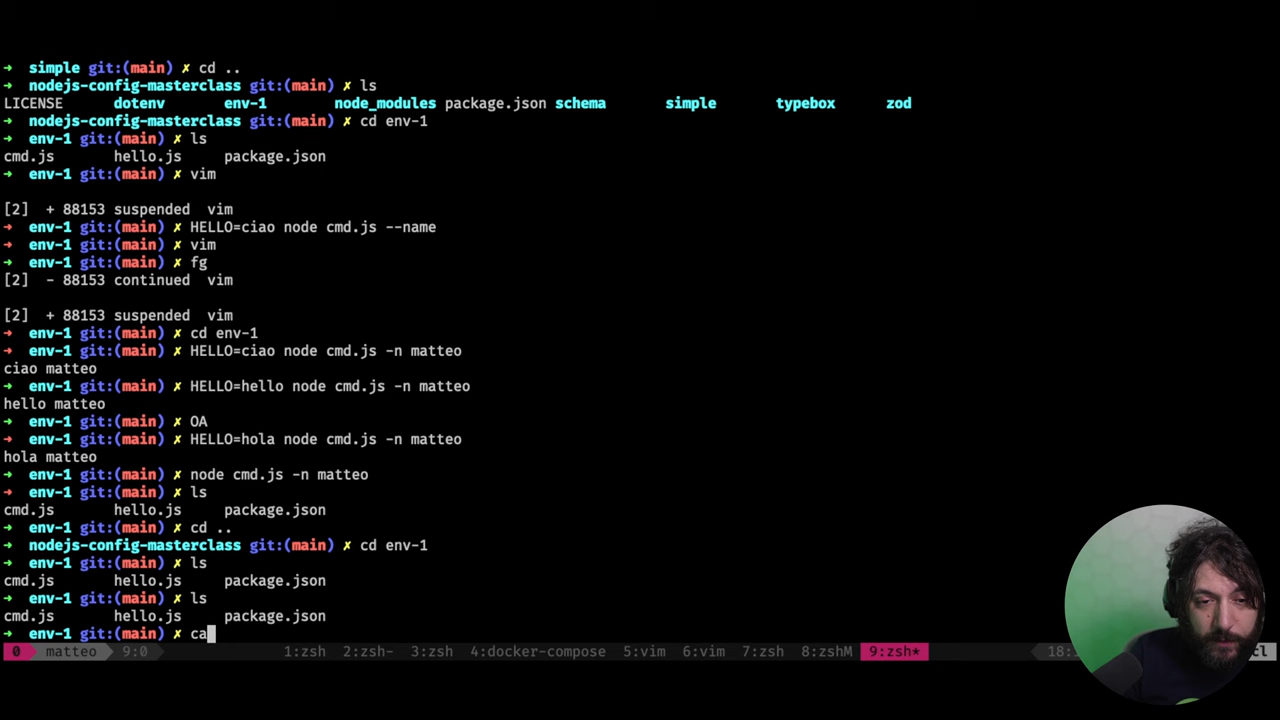 ➜  simple git:(main) ✗ cd ..
➜  nodejs-config-masterclass git:(main) ✗ ls
LICENSE dotenv env-1 node_modules package.json schema simple typebox zod
➜  nodejs-config-masterclass git:(main) ✗ cd env-1
➜  env-1 git:(main) ✗ ls
cmd.js hello.js package.json
➜  env-1 git:(main) ✗ vim
[2]  + 88153 suspended  vim
➜  env-1 git:(main) ✗ HELLO=ciao node cmd.js --name
➜  env-1 git:(main) ✗ vim
➜  env-1 git:(main) ✗ fg
[2]  - 88153 continued  vim
[2]  + 88153 suspended  vim
➜  env-1 git:(main) ✗ cd env-1
➜  env-1 git:(main) ✗ HELLO=ciao node cmd.js -n matteo
ciao matteo
➜  env-1 git:(main) ✗ HELLO=hello node cmd.js -n matteo
hello matteo
➜  env-1 git:(main) ✗ OA
➜  env-1 git:(main) ✗ HELLO=hola node cmd.js -n matteo
hola matteo
➜  env-1 git:(main) ✗ node cmd.js -n matteo
➜  env-1 git:(main) ✗ ls
cmd.js hello.js package.json
➜  env-1 git:(main) ✗ cd ..
➜  nodejs-config-masterclass git:(main) ✗ cd env-1
➜  env-1 git:(main) ✗ ls
cmd.js hello.js package.json
➜  env-1 git:(main) ✗ ls
cmd.js hello.js package.json
➜  env-1 git:(main) ✗ ca
0 matteo 9:0 1:zsh 2:zsh- 3:zsh 4:docker-compose 5:vim 6:vim 7:zsh 8:zshM 9:zsh* 18: